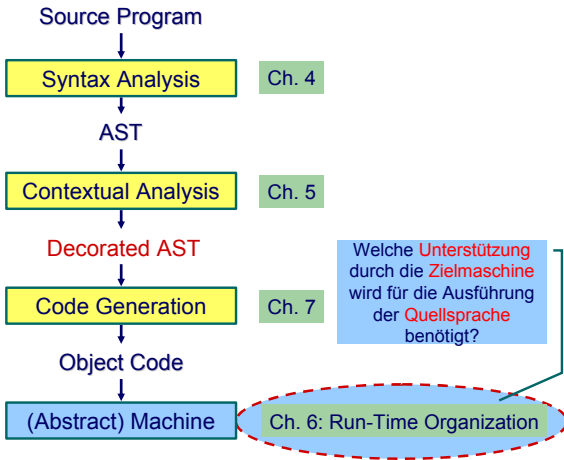 Source Program
Syntax Analysis
Ch. 4
AST
Contextual Analysis
Ch. 5
Decorated AST
Welche Unterstützung
durch die Zielmaschine
wird für die Ausführung
der Quellsprache
benötigt?
Code Generation
Ch. 7
Object Code
(Abstract) Machine
Ch. 6: Run-Time Organization